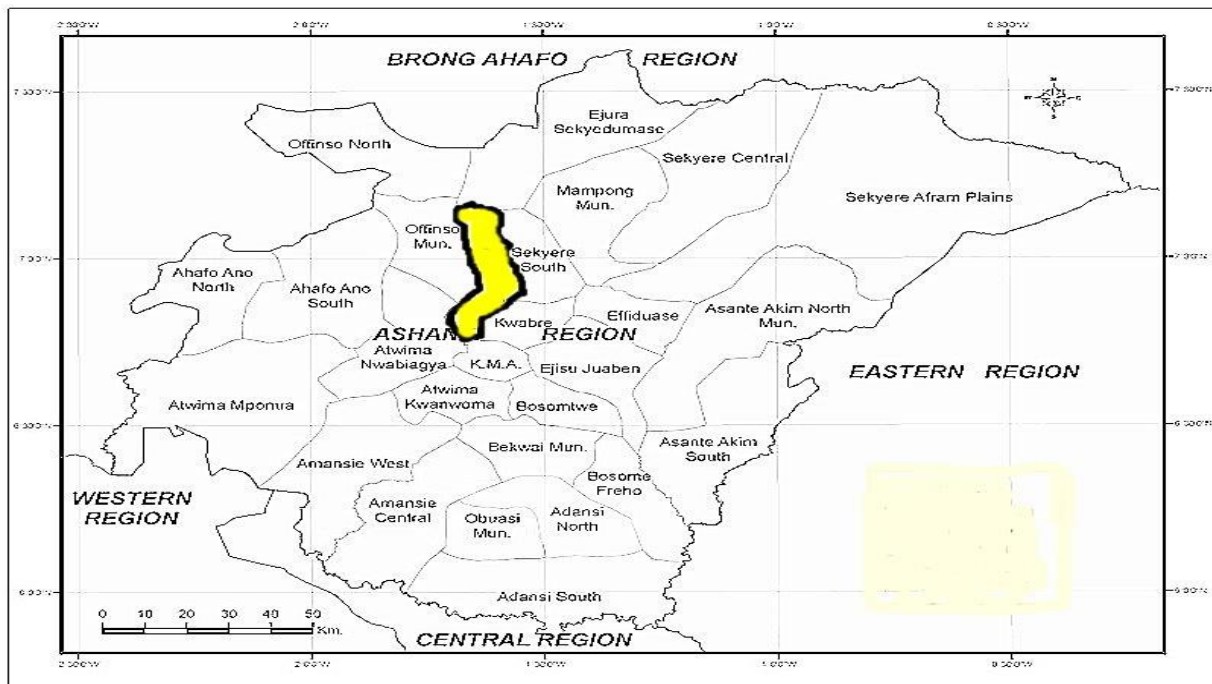 BRONG AHAFO REGION
Ejura
Sekyedumase
Offinso North
Sekyere Central
Mampong
Mun.
Sekyere Afram Plains
Offinso
Mun.
Sekyere
South
Ahafo Ano
North
Ahafo Ano
South
Asante Akim North
Mun.
Effiduase
Kwabre
ASHAN REGION
Atwima
Nwabiagya
K.M.A.
Ejisu Juaben
EASTERN REGION
Atwima Mponua
Atwima
Kwanwoma
Bosomtwe
Bekwai Mun.
Asante Akim
South
Amansie West
Bosome
Freho
WESTERN
REGION
Amansie
Central
Obuasi
Mun.
Adansi
North
Adansi South
0 10 20 30 40 50
Km.
CENTRAL REGION